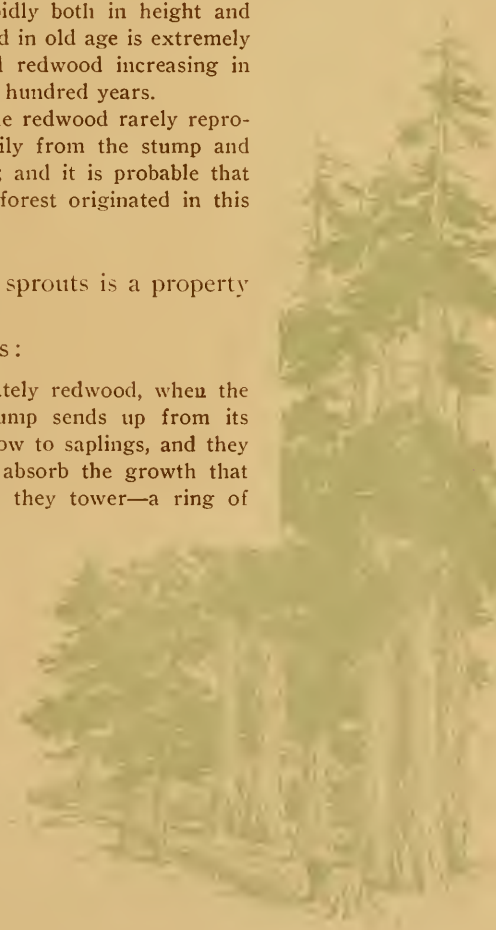 idly both in height and
d in old age is extremely
l redwood increasing in
hundred years.
e redwood rarely repro-
ily from the stump and
; and it is probable that
forest originated in this
sprouts is a property
s:
tely redwood, when the
ump sends up from its
ow to saplings, and they
absorb the growth that
they tower—a ring of